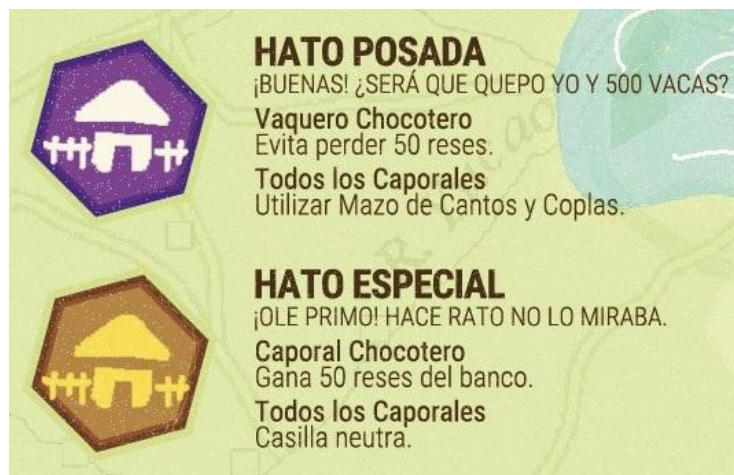 HATO POSADA
¡BUENAS! ¿SERÁ QUE QUEPO YO Y 500 VACAS?
Vaquero Chocotero
Evita perder 50 reses.
Todos los Caporales
Utilizar Mazo de Cantos y Coplas.
HATO ESPECIAL
¡OLE PRIMO! HACE RATO NO LO MIRABA.
Caporal Chocotero
Gana 50 reses del banco.
Todos los Caporales
Casilla neutra.